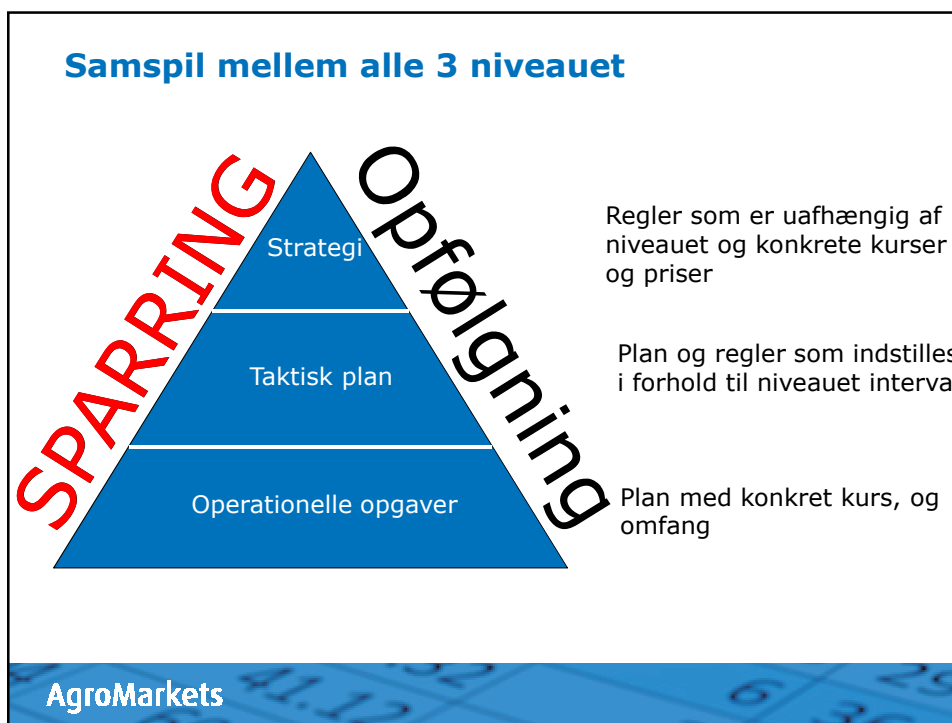 Samspil mellem alle 3 niveauet
SPARRING
Opfølgning
Strategi
Regler som er uafhængig af
niveauet og konkrete kurser
og priser
Taktisk plan
Plan og regler som indstilles
i forhold til niveauet
Operationelle opgaver
Plan med konkret kurs, og
omfang
AgroMarkets
41.12